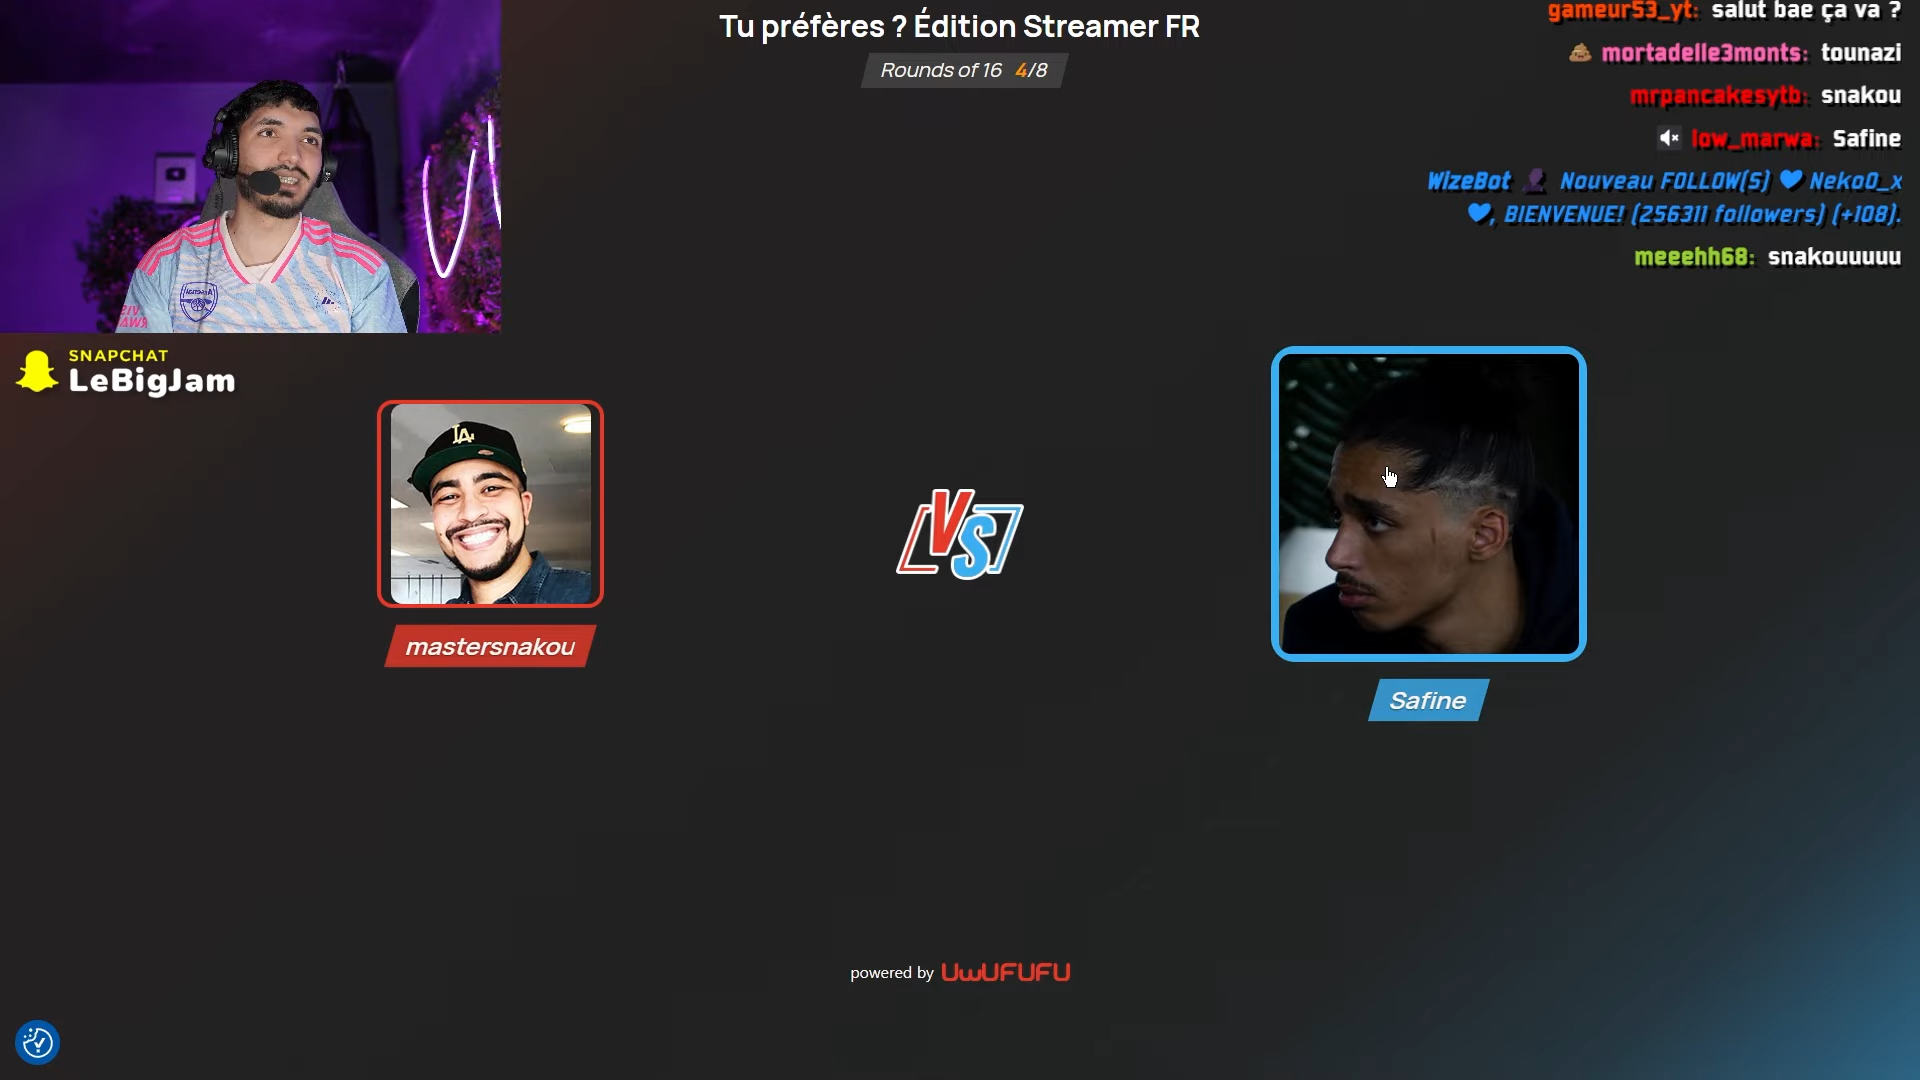 Tu préfères ? Édition Streamer FR
Rounds of 16 4/8
gameur53_yt: salut bae ça va ?
mortadelle3monts: tounazi
mrpancakesytb: snakou
low_marwa: Safine
WizeBot Nouveau FOLLOW(S) NekoO_x
, BIENVENUE! (256311 followers) (+108).
meeehh68: snakouuuuu
SNAPCHAT
LeBigJam
LA
VS
mastersnakou
Safine
powered by UwUFUFU